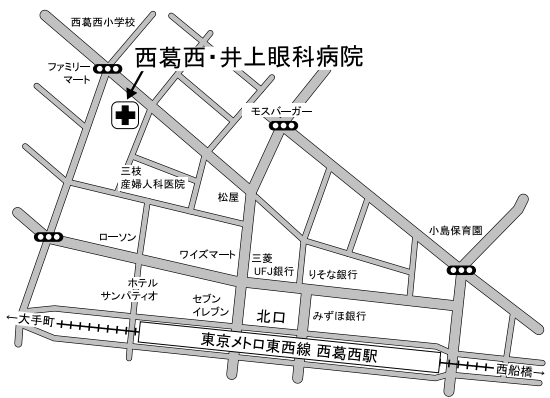 西葛西小学校
西葛西・井上眼科病院
ファミリー
マート
モスバーガー
三枝
産婦人科医院
松屋
小島保育園
ローソン
ワイズマート
三菱
UFJ銀行
りそな銀行
ホテル
サンパティオ
セブン
イレブン
北口
みずほ銀行
←大手町
東京メトロ東西線 西葛西駅
西船橋→